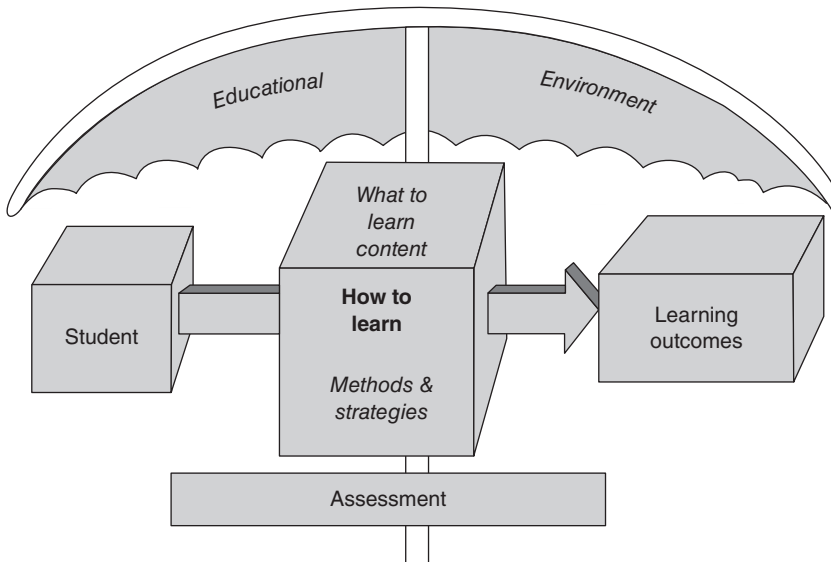 Educational
Environment
What to
learn
content
How to
learn
Methods &
strategies
Student
Learning
outcomes
Assessment